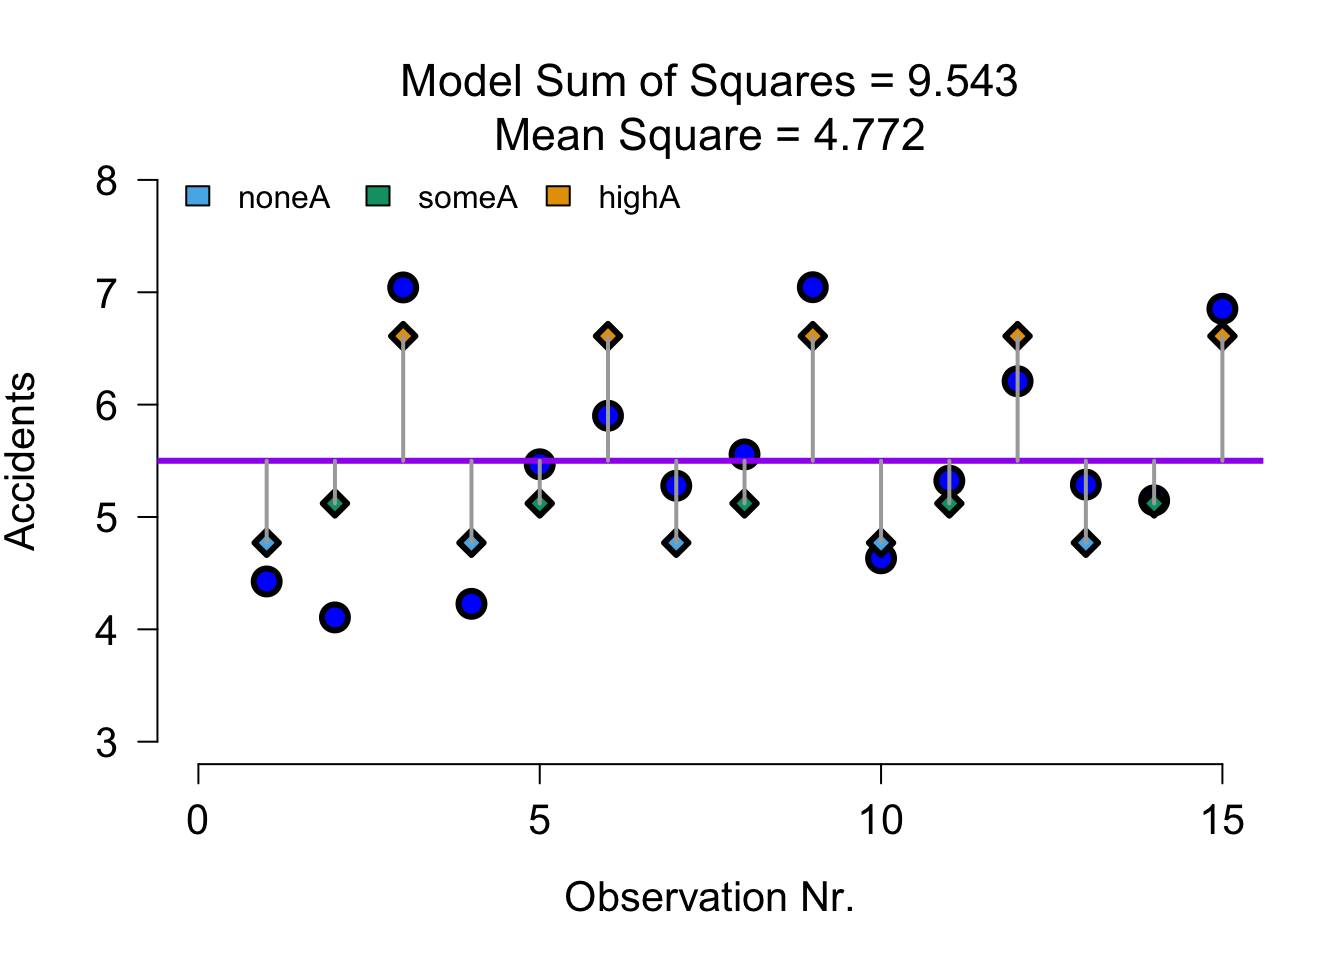 Model Sum of Squares = 9.543
Mean Square = 4.772
noneA someA highA
8
7
6
5
4
3
Accidents
0 5 10 15
Observation Nr.